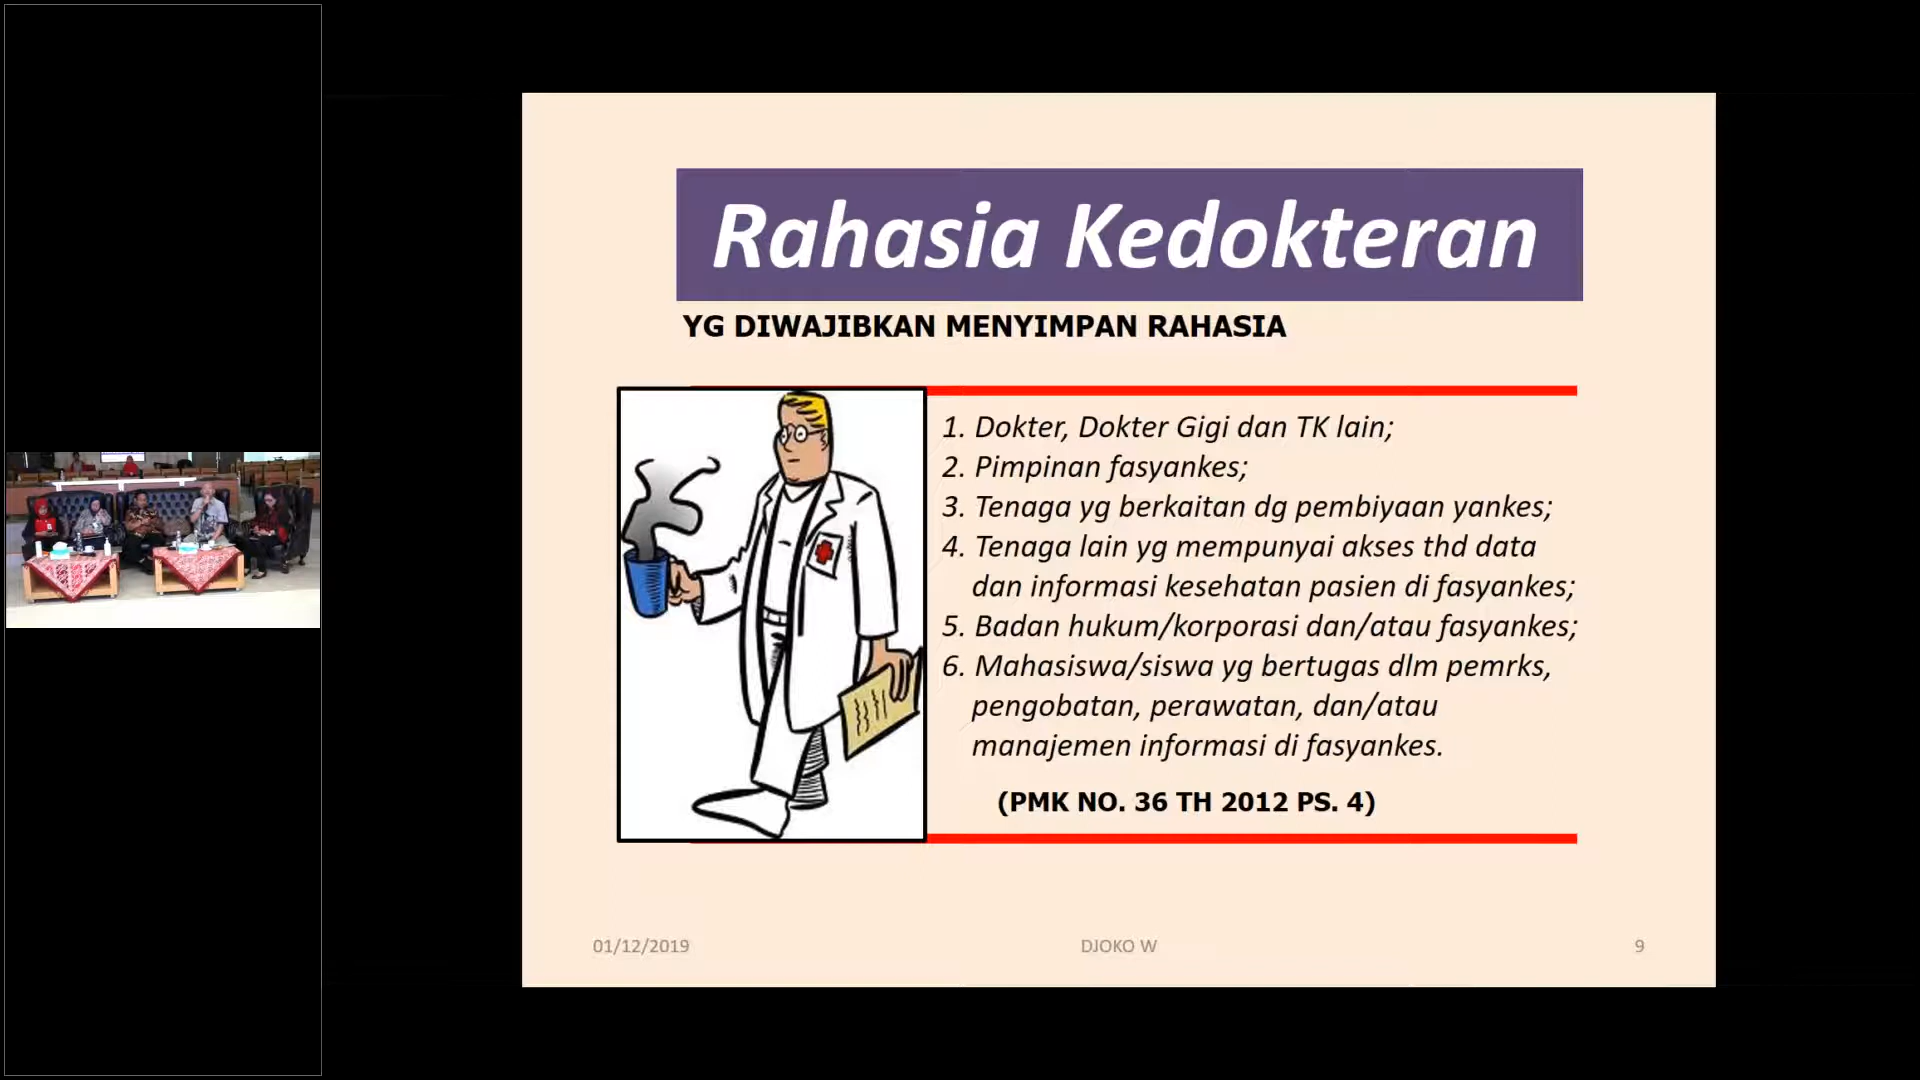 Rahasia Kedokteran
YG DIWAJIBKAN MENYIMPAN RAHASIA
1. Dokter, Dokter Gigi dan TK lain;
2. Pimpinan fasyankes;
3. Tenaga yg berkaitan dg pembiyaan yankes;
4. Tenaga lain yg mempunyai akses thd data
dan informasi kesehatan pasien di fasyankes;
5. Badan hukum/korporasi dan/atau fasyankes;
6. Mahasiswa/siswa yg bertugas dlm pemrks,
pengobatan, perawatan, dan/atau
manajemen informasi di fasyankes.
(PMK NO. 36 TH 2012 PS. 4)
01/12/2019
DJOKO W
9